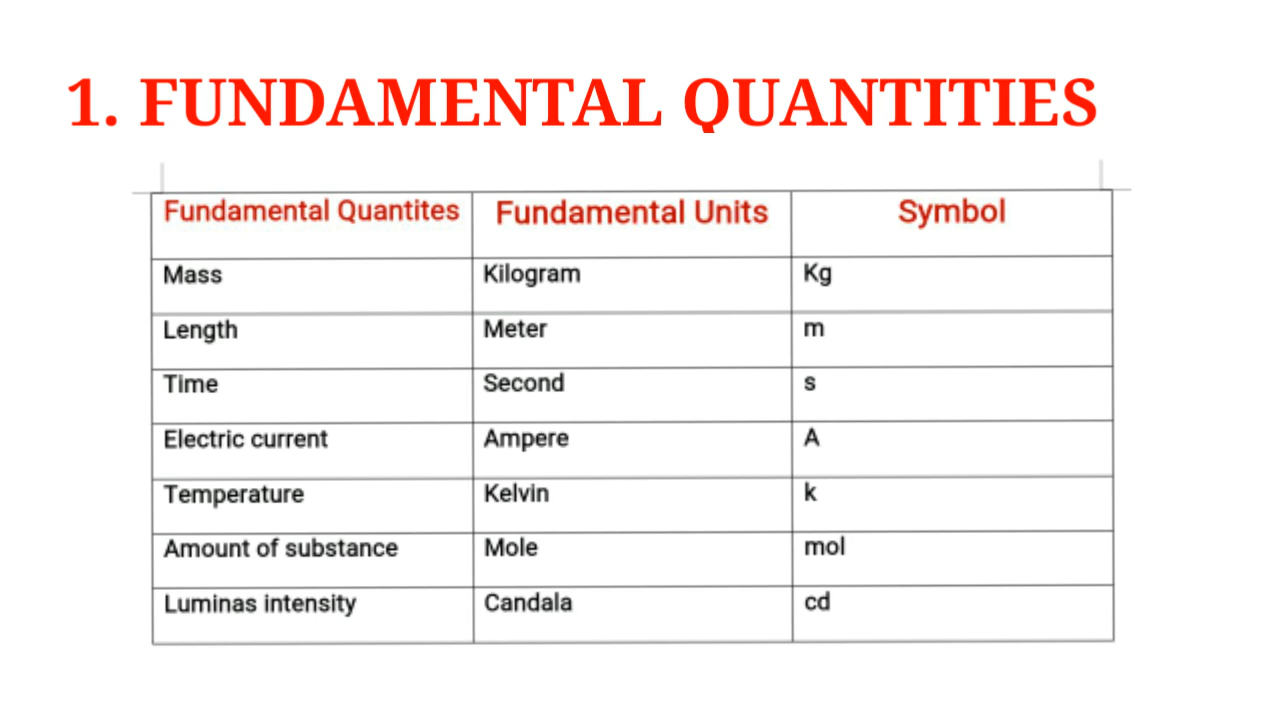 1. FUNDAMENTAL QUANTITIES
Fundamental Quantites Fundamental Units Symbol
Mass Kilogram Kg
Length Meter m
Time Second s
Electric current Ampere A
Temperature Kelvin k
Amount of substance Mole mol
Luminas intensity Candala cd